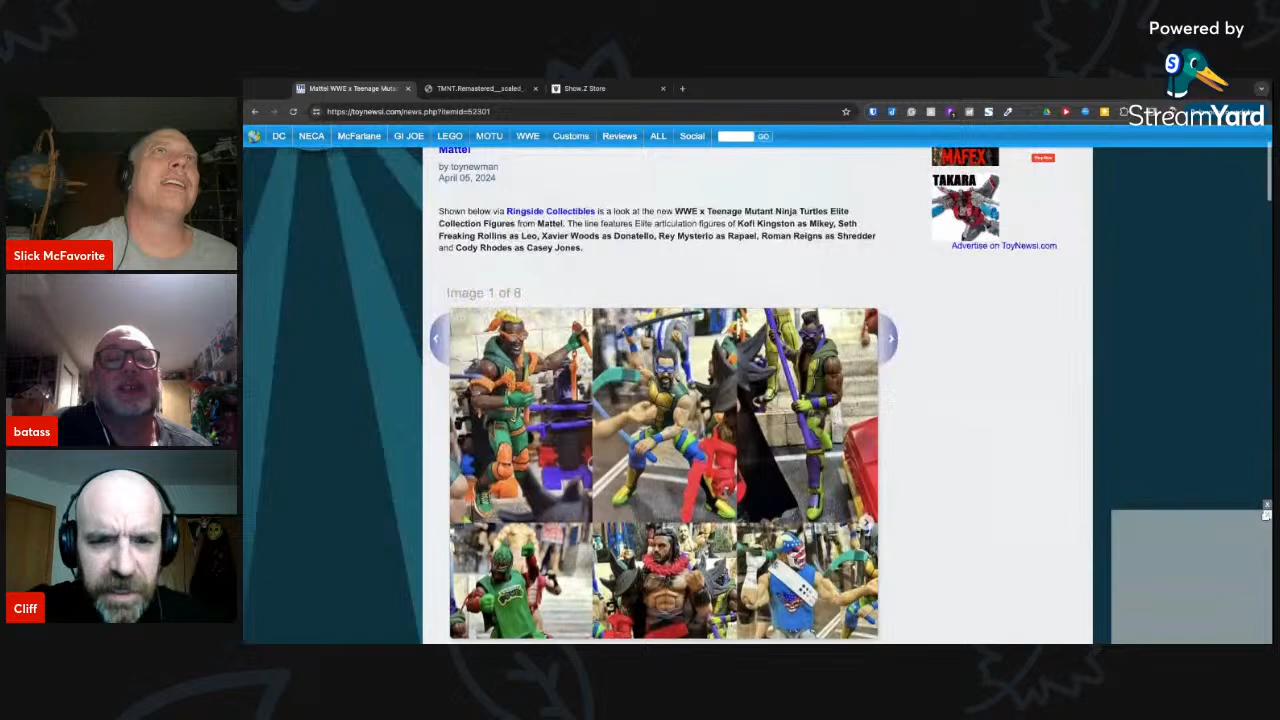 Powered by
StreamYard
Mattel WWE x Teenage Muta
TMNT.Remastered__scaled_
Show.Z Store
https://toynewsi.com/news.php?itemid=52301
DC NECA McFarlane GI JOE LEGO MOTU WWE Customs Reviews ALL Social GO
Mattel
by toynewman
April 05, 2024
Shown below via Ringside Collectibles is a look at the new WWE x Teenage Mutant Ninja Turtles Elite
Collection Figures from Mattel. The line features Elite articulation figures of Kofi Kingston as Mikey, Seth
Freaking Rollins as Leo, Xavier Woods as Donatello, Rey Mysterio as Rapael, Roman Reigns as Shredder
and Cody Rhodes as Casey Jones.
Image 1 of 6
MAFEX
TAKARA
Advertise on ToyNewsi.com
Slick McFavorite
batass
Cliff